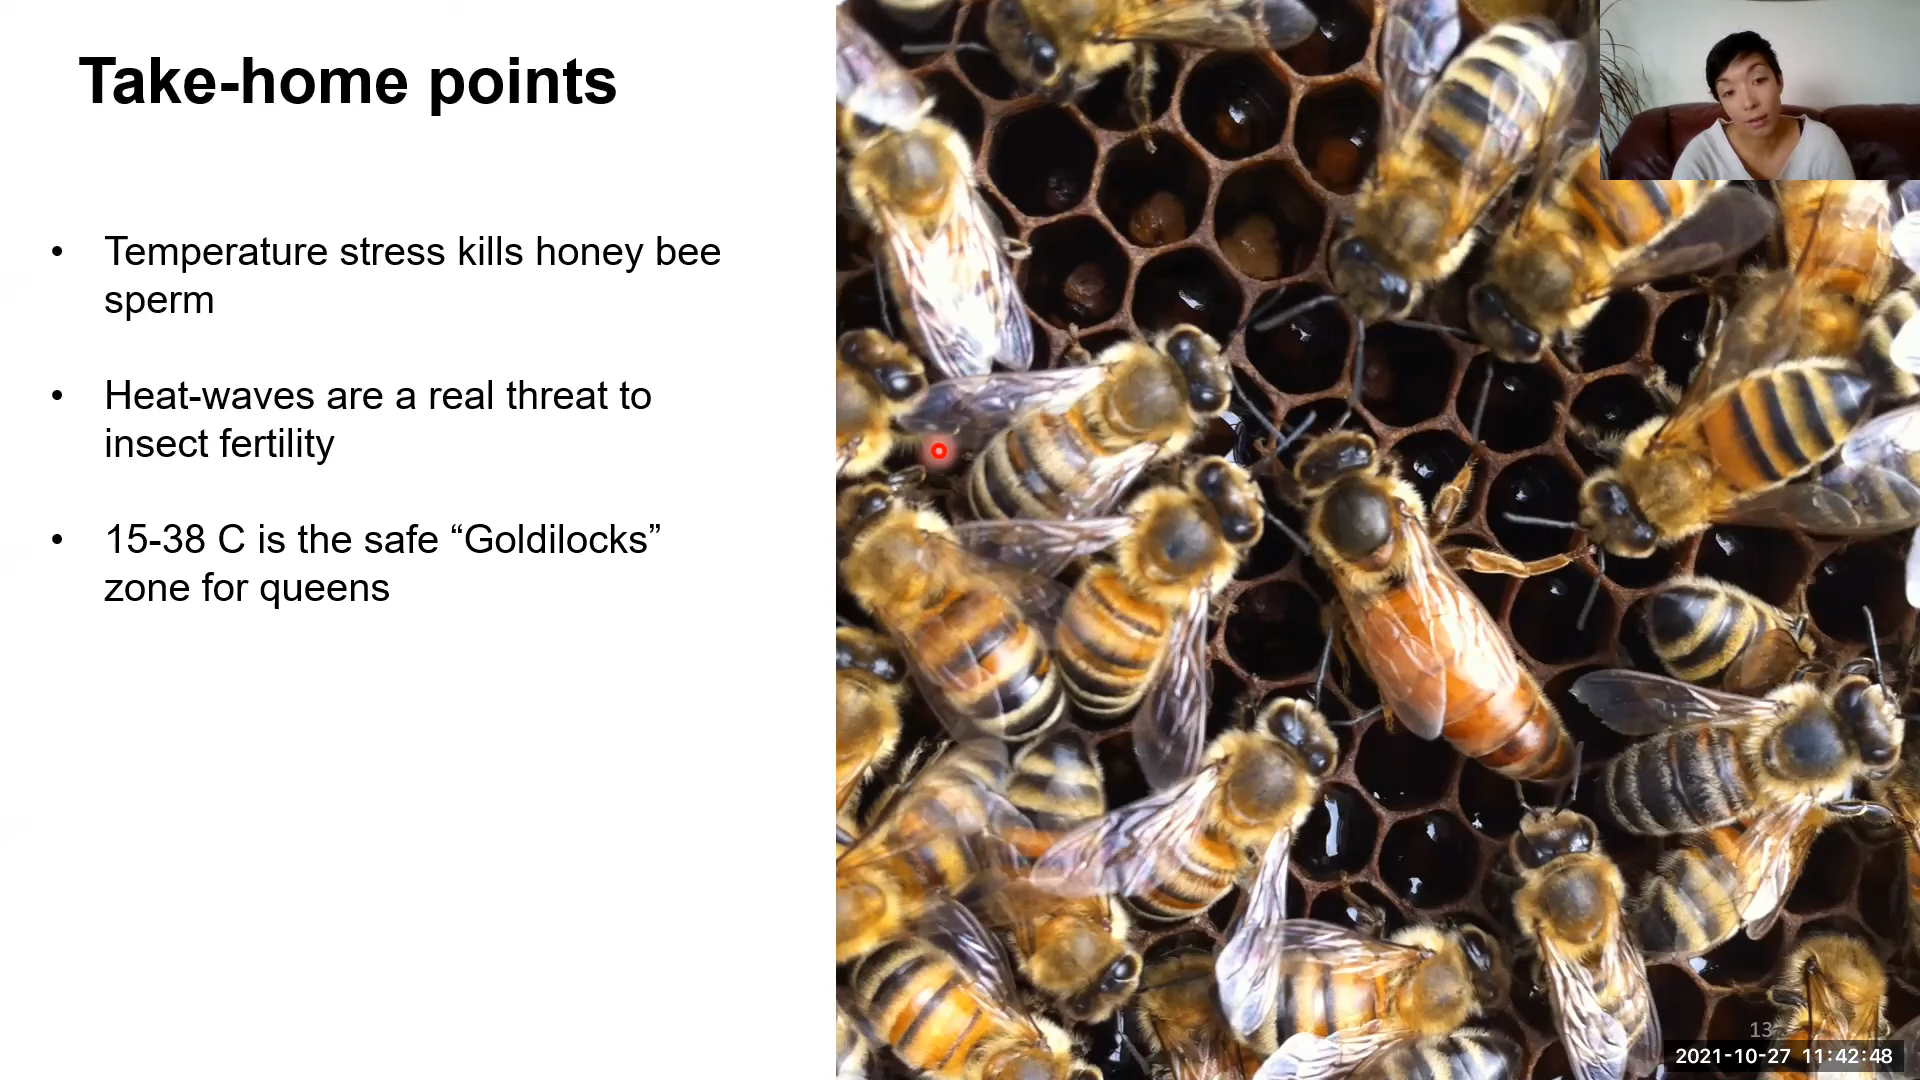 Take-home points
• Temperature stress kills honey bee
sperm
• Heat-waves are a real threat to
insect fertility
• 15-38 C is the safe “Goldilocks”
zone for queens
13
2021-10-27 11:42:48